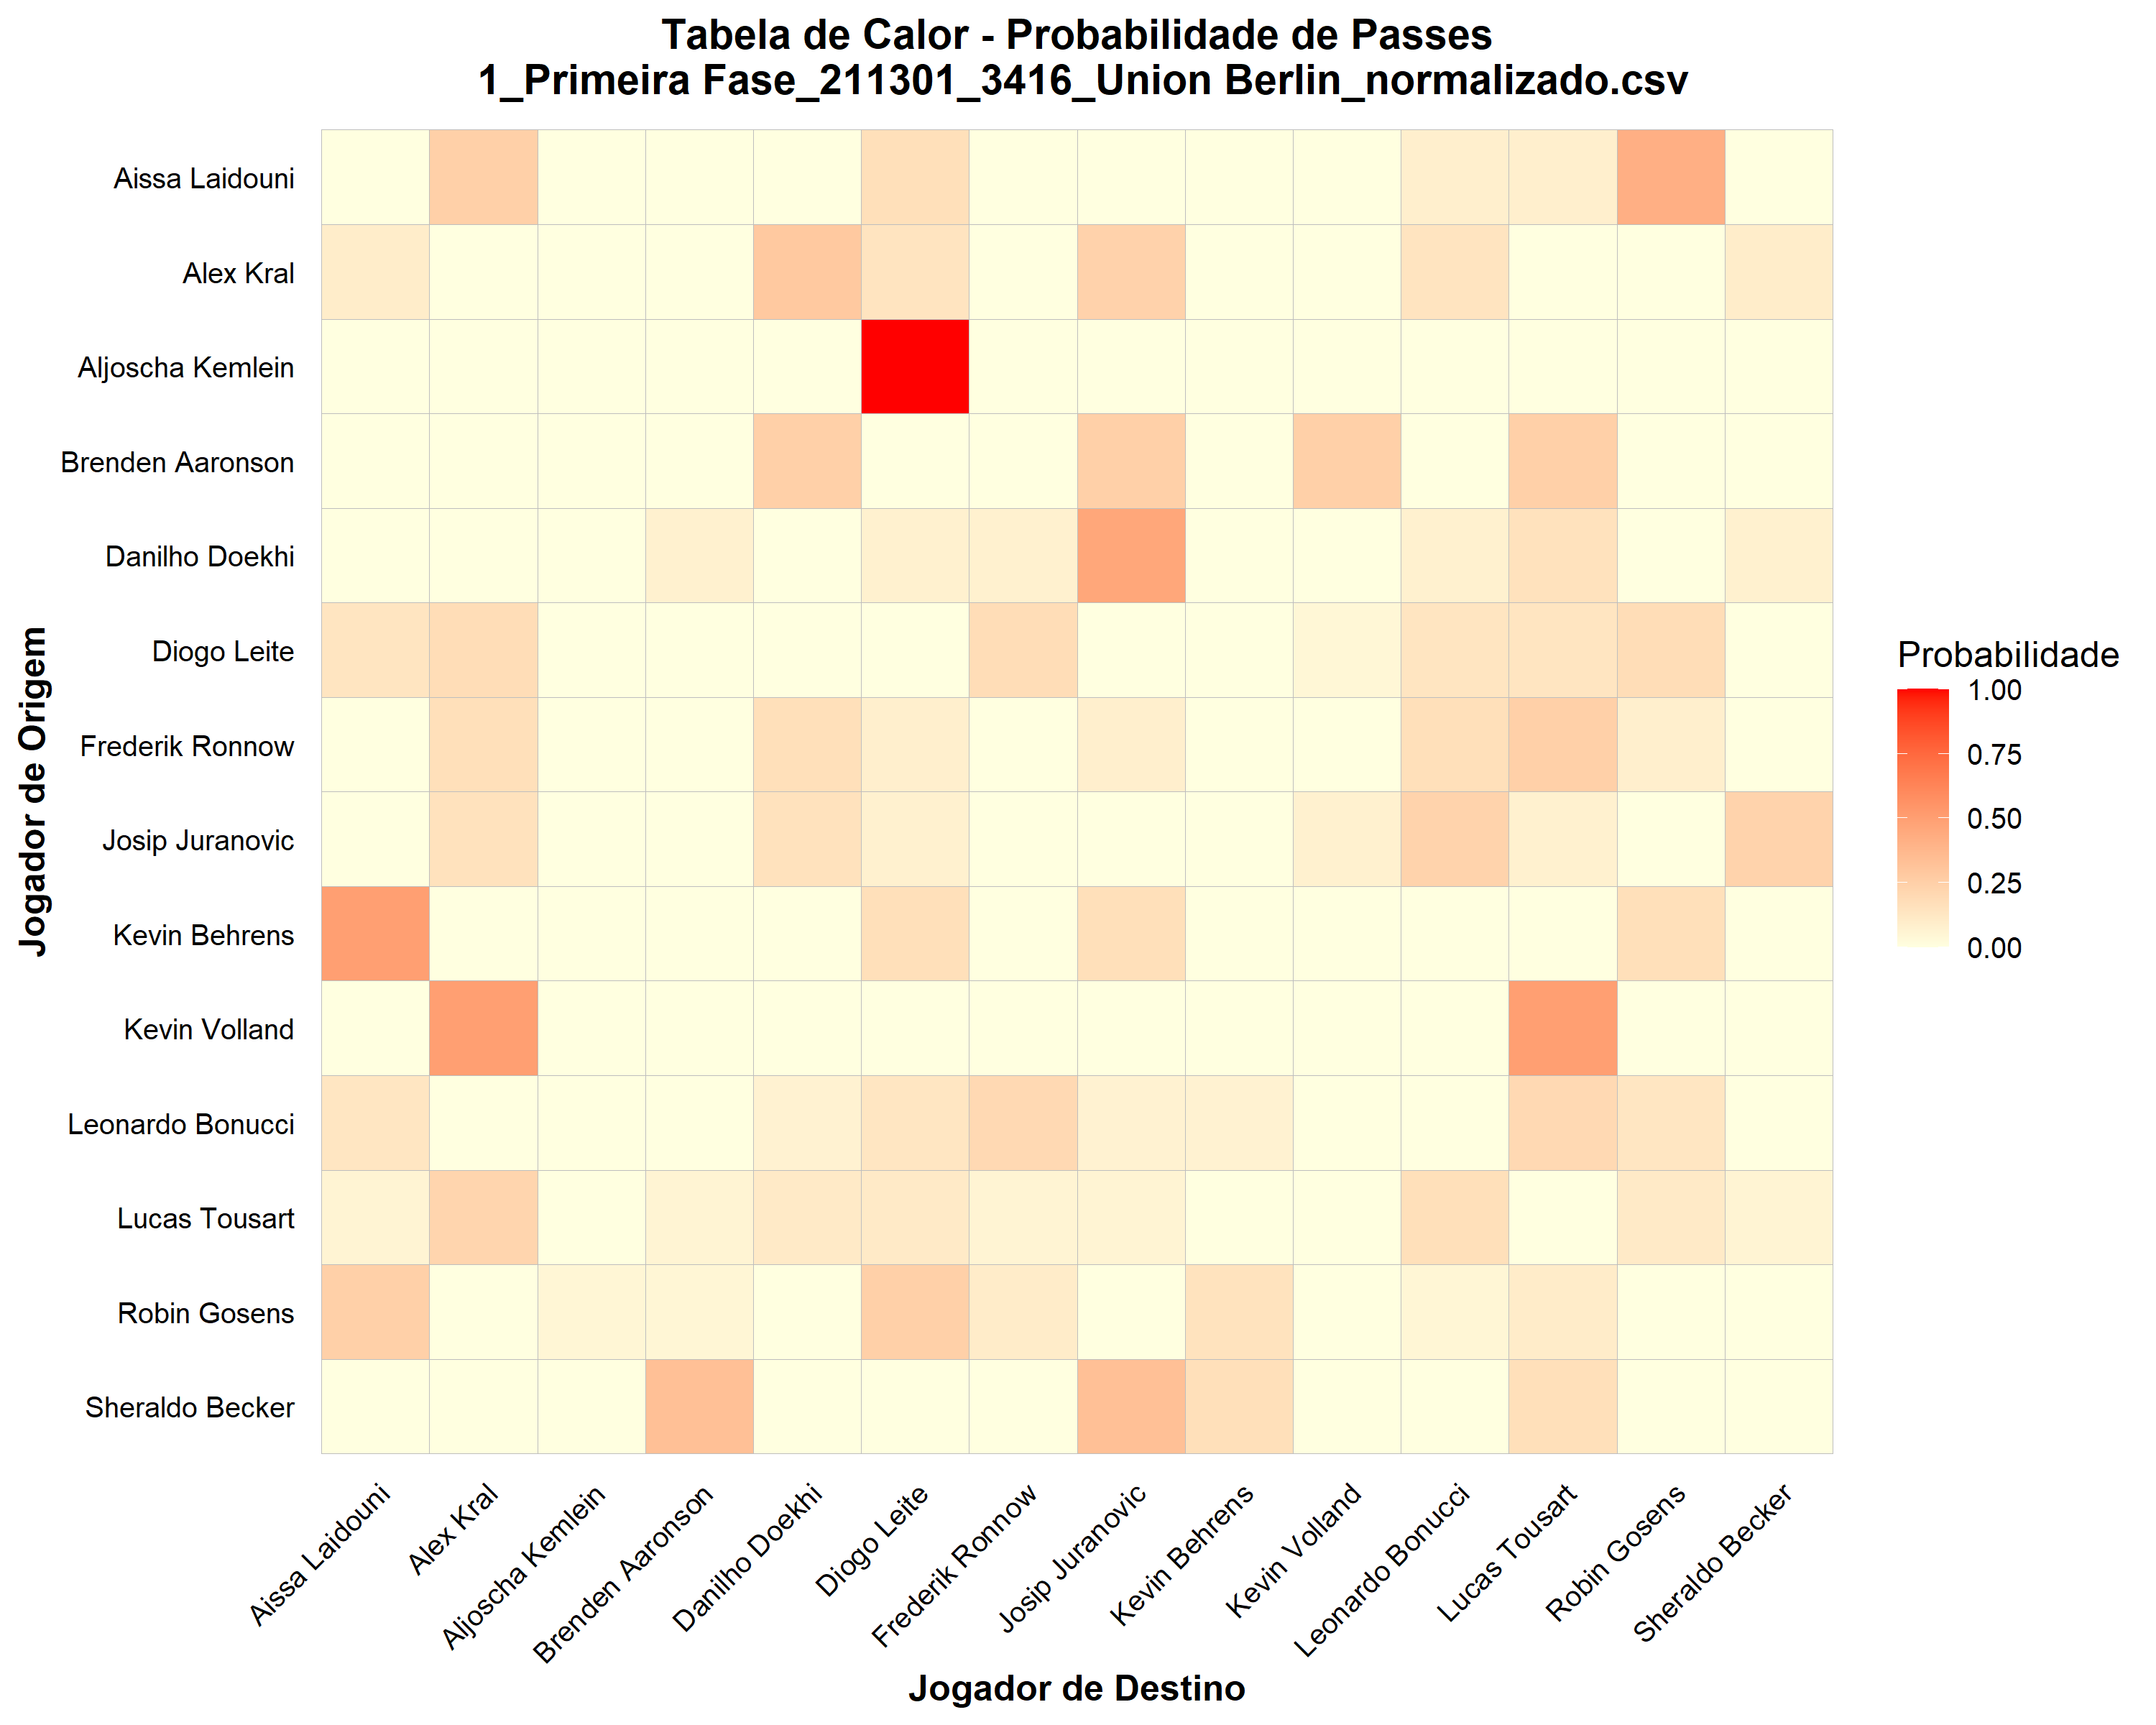 Tabela de Calor - Probabilidade de Passes
1_Primeira Fase_211301_3416_Union Berlin_normalizado.csv
Jogador de Origem
Aissa Laidouni
Alex Kral
Aljoscha Kemlein
Brenden Aaronson
Danilho Doekhi
Diogo Leite
Frederik Ronnow
Josip Juranovic
Kevin Behrens
Kevin Volland
Leonardo Bonucci
Lucas Tousart
Robin Gosens
Sheraldo Becker
Aissa Laidouni
Alex Kral
Aljoscha Kemlein
Brenden Aaronson
Danilho Doekhi
Diogo Leite
Frederik Ronnow
Josip Juranovic
Kevin Behrens
Kevin Volland
Leonardo Bonucci
Lucas Tousart
Robin Gosens
Sheraldo Becker
Jogador de Destino
Probabilidade
1.00
0.75
0.50
0.25
0.00